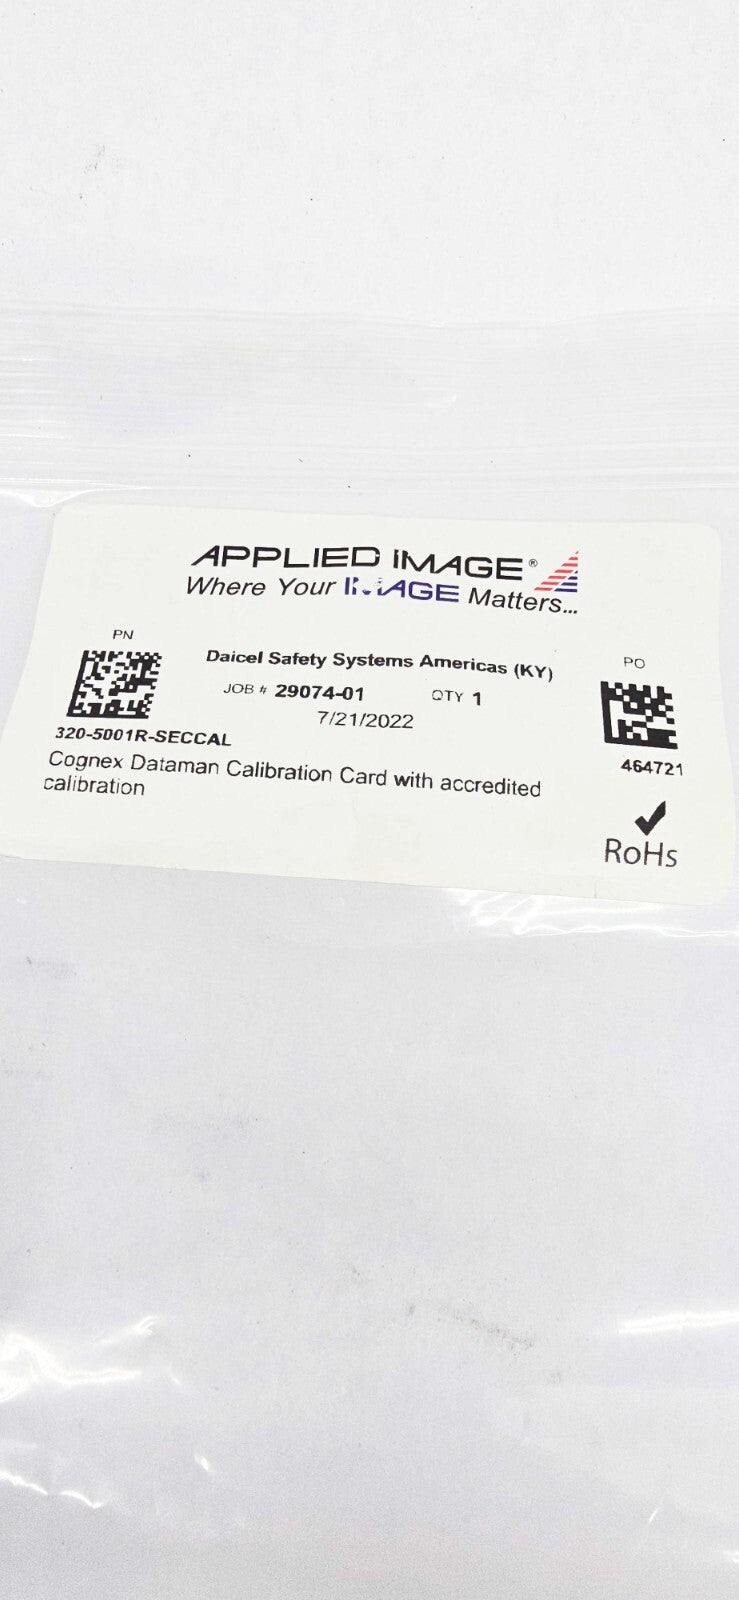 APPLIED IMAGE®
Where Your IMAGE Matters...
PN
Daicel Safety Systems Americas (KY)
PO
JOB # 29074-01 QTY 1
7/21/2022
320-5001R-SECCAL
464721
Cognex Dataman Calibration Card with accredited
calibration
RoHs